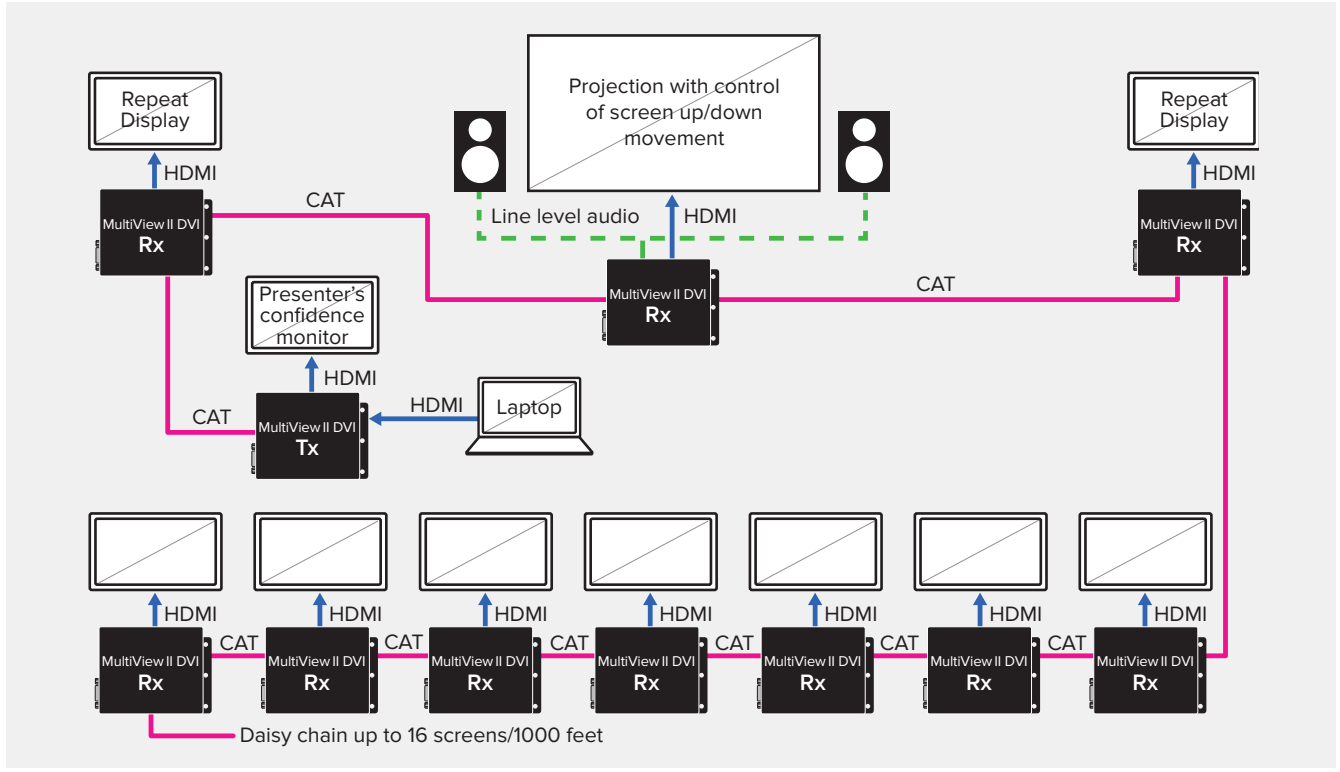 Repeat
Display
HDMI
MultiView II DVI
Rx
CAT
Projection with control
of screen up/down
movement
Line level audio
HDMI
MultiView II DVI
Rx
CAT
Repeat
Display
HDMI
MultiView II DVI
Rx
Presenter's
confidence
monitor
HDMI
CAT
MultiView II DVI
Tx
HDMI
Laptop
HDMI
HDMI
HDMI
HDMI
HDMI
HDMI
HDMI
MultiView II DVI
Rx
CAT
MultiView II DVI
Rx
CAT
MultiView II DVI
Rx
CAT
MultiView II DVI
Rx
CAT
MultiView II DVI
Rx
CAT
MultiView II DVI
Rx
CAT
MultiView II DVI
Rx
Daisy chain up to 16 screens/1000 feet